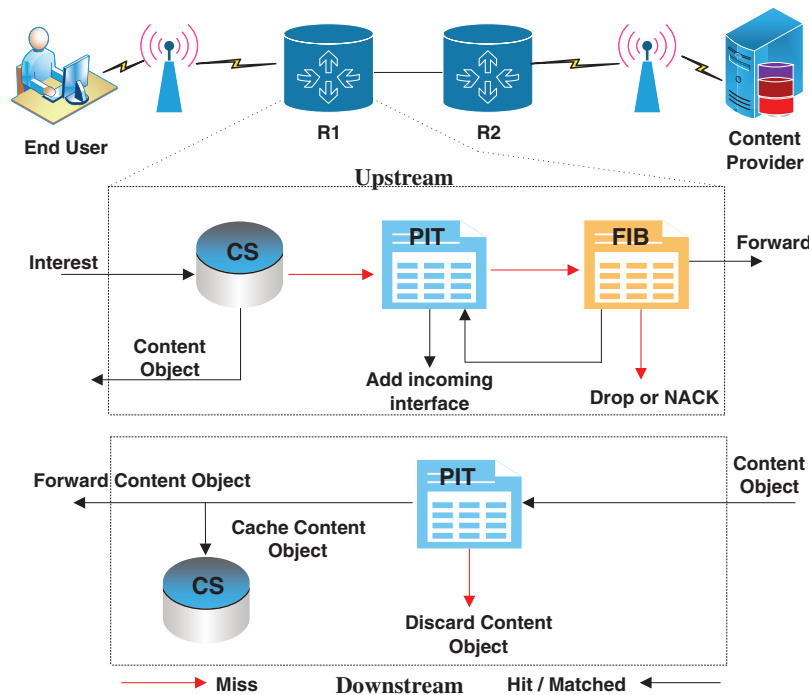 End User
R1
R2
Content
Provider
Upstream
CS
PIT
FIB
Interest
Forward
Content
Object
Add incoming
interface
Drop or NACK
Forward Content Object
PIT
Content
Object
Cache Content
Object
CS
Discard Content
Object
Miss
Downstream
Hit / Matched